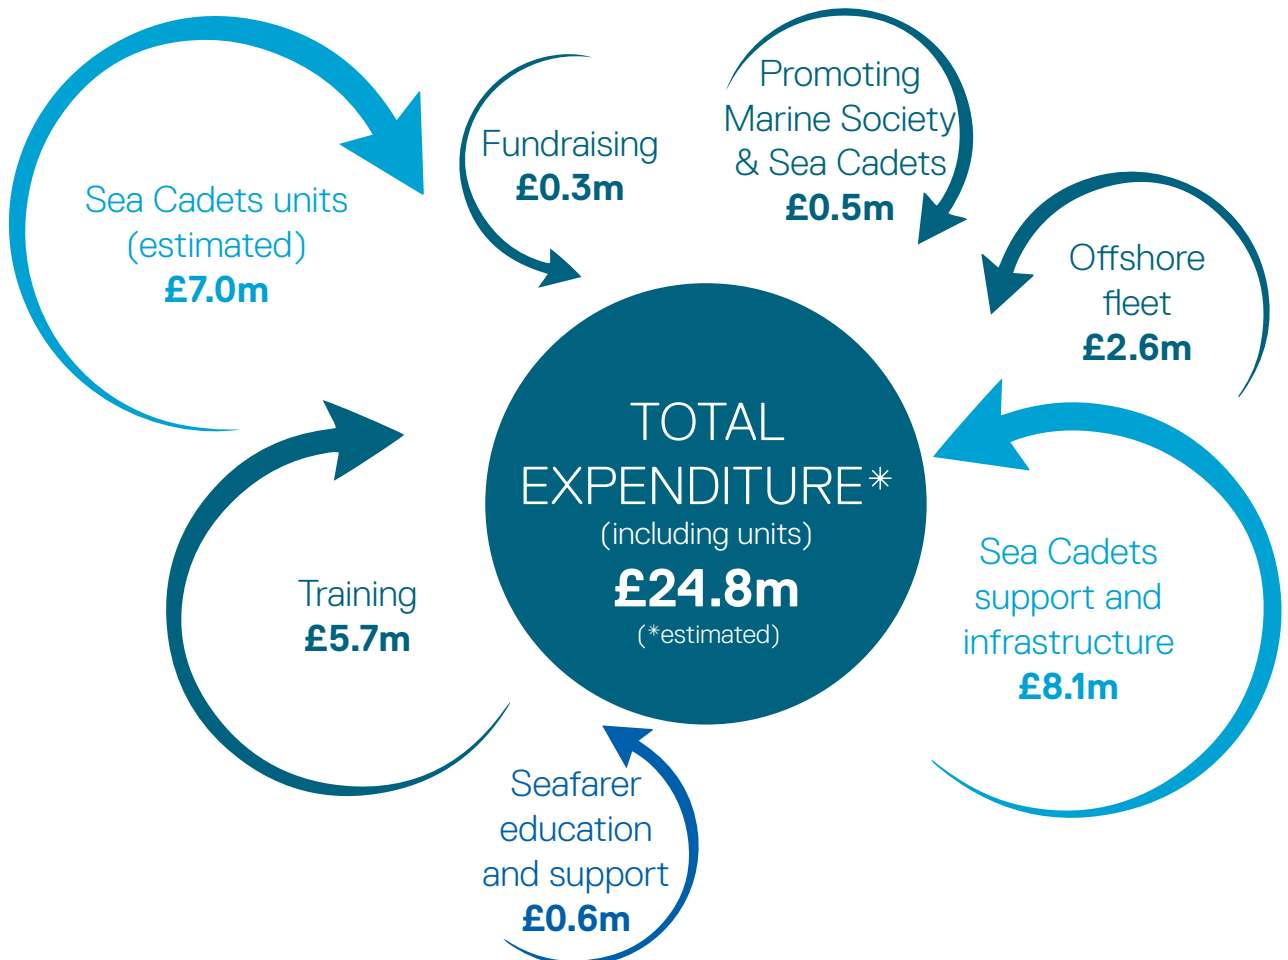 Sea Cadets units
(estimated)
£7.0m
Fundraising
£0.3m
Promoting
Marine Society
& Sea Cadets
£0.5m
Offshore
fleet
£2.6m
TOTAL
EXPENDITURE*
(including units)
£24.8m
(*estimated)
Training
£5.7m
Sea Cadets
support and
infrastructure
£8.1m
Seafarer
education
and support
£0.6m